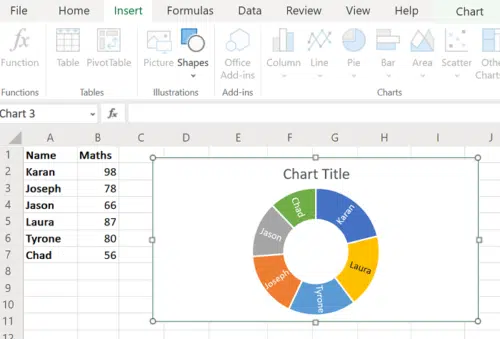 File Home Insert Formulas Data Review View Help Chart
Function Table PivotTable Picture Shapes Office Add-ins Column Line Pie Bar Area Scatter Other Charts
Functions Tables Illustrations Add-ins Charts
Chart 3 fx
A B C D E F G H I J
1 Name Maths
2 Karan 98
3 Joseph 78
4 Jason 66
5 Laura 87
6 Tyrone 80
7 Chad 56
8
9
10
11
Chart Title
Chad Karan
Jason
Laura
Joseph
Tyrone